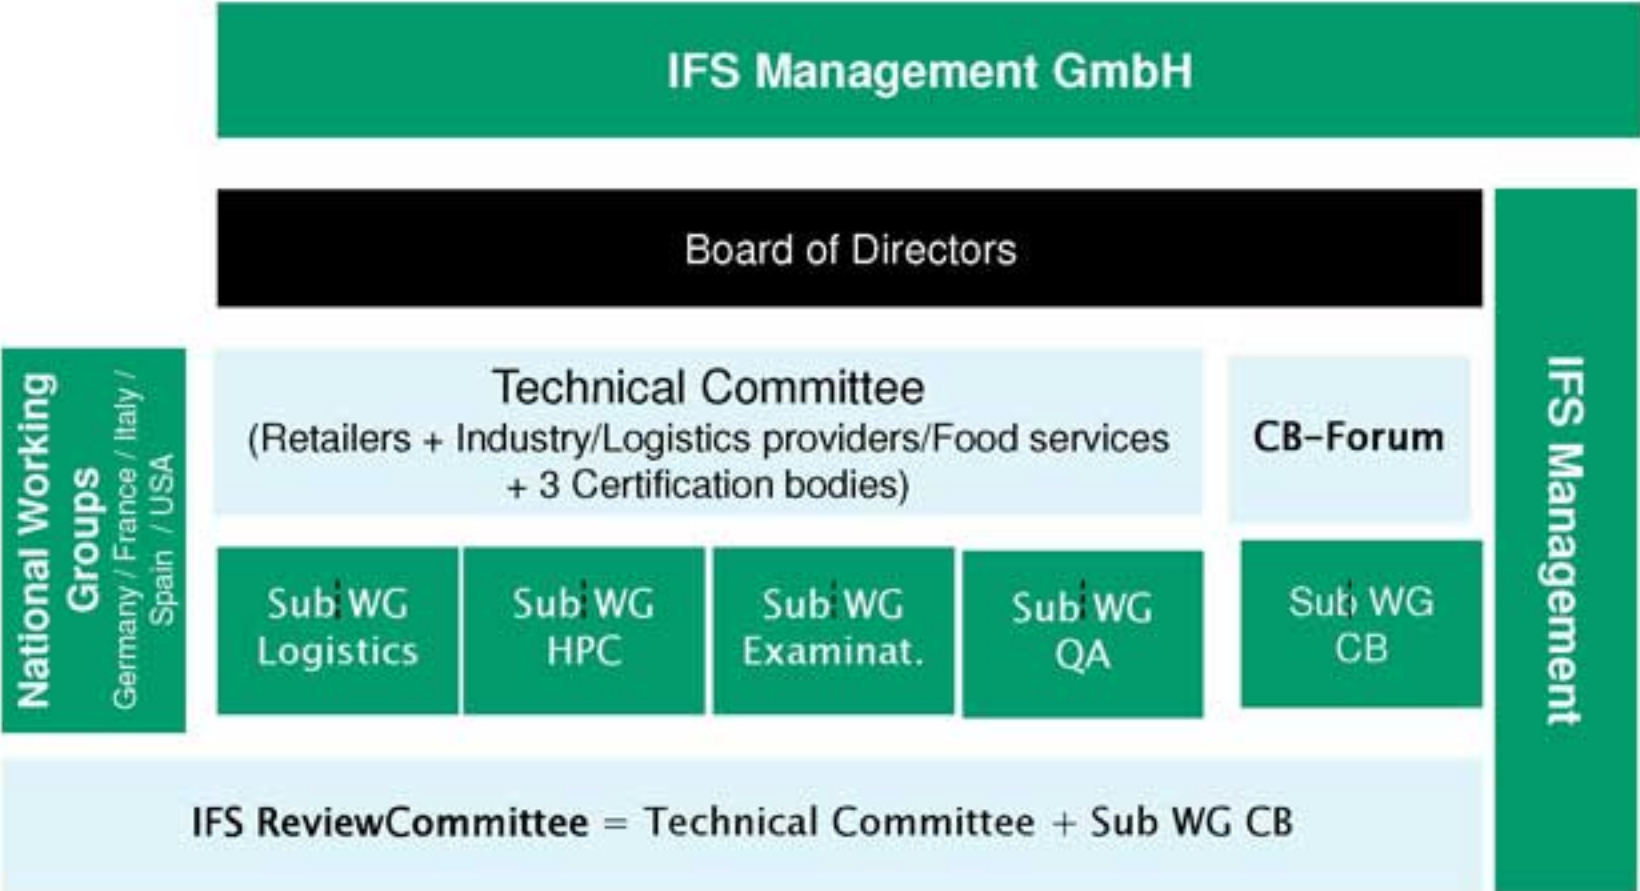 IFS Management GmbH
Board of Directors
National Working
Groups
Germany / France / Italy /
Spain / USA
Technical Committee
(Retailers + Industry/Logistics providers/Food services
+ 3 Certification bodies)
CB-Forum
IFS Management
Sub WG
Logistics
Sub WG
HPC
Sub WG
Examinat.
Sub WG
QA
Sub WG
CB
IFS ReviewCommittee = Technical Committee + Sub WG CB